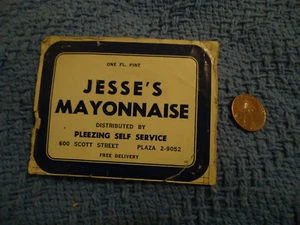 ONE FL. PINT
JESSE'S
MAYONNAISE
DISTRIBUTED BY
PLEEZING SELF SERVICE
600 SCOTT STREET PLAZA 2-9052
FREE DELIVERY